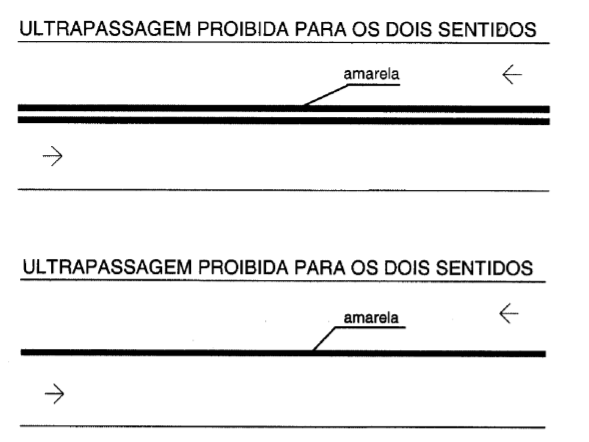 ULTRAPASSAGEM PROIBIDA PARA OS DOIS SENTIDOS
amarela
ULTRAPASSAGEM PROIBIDA PARA OS DOIS SENTIDOS
amarela